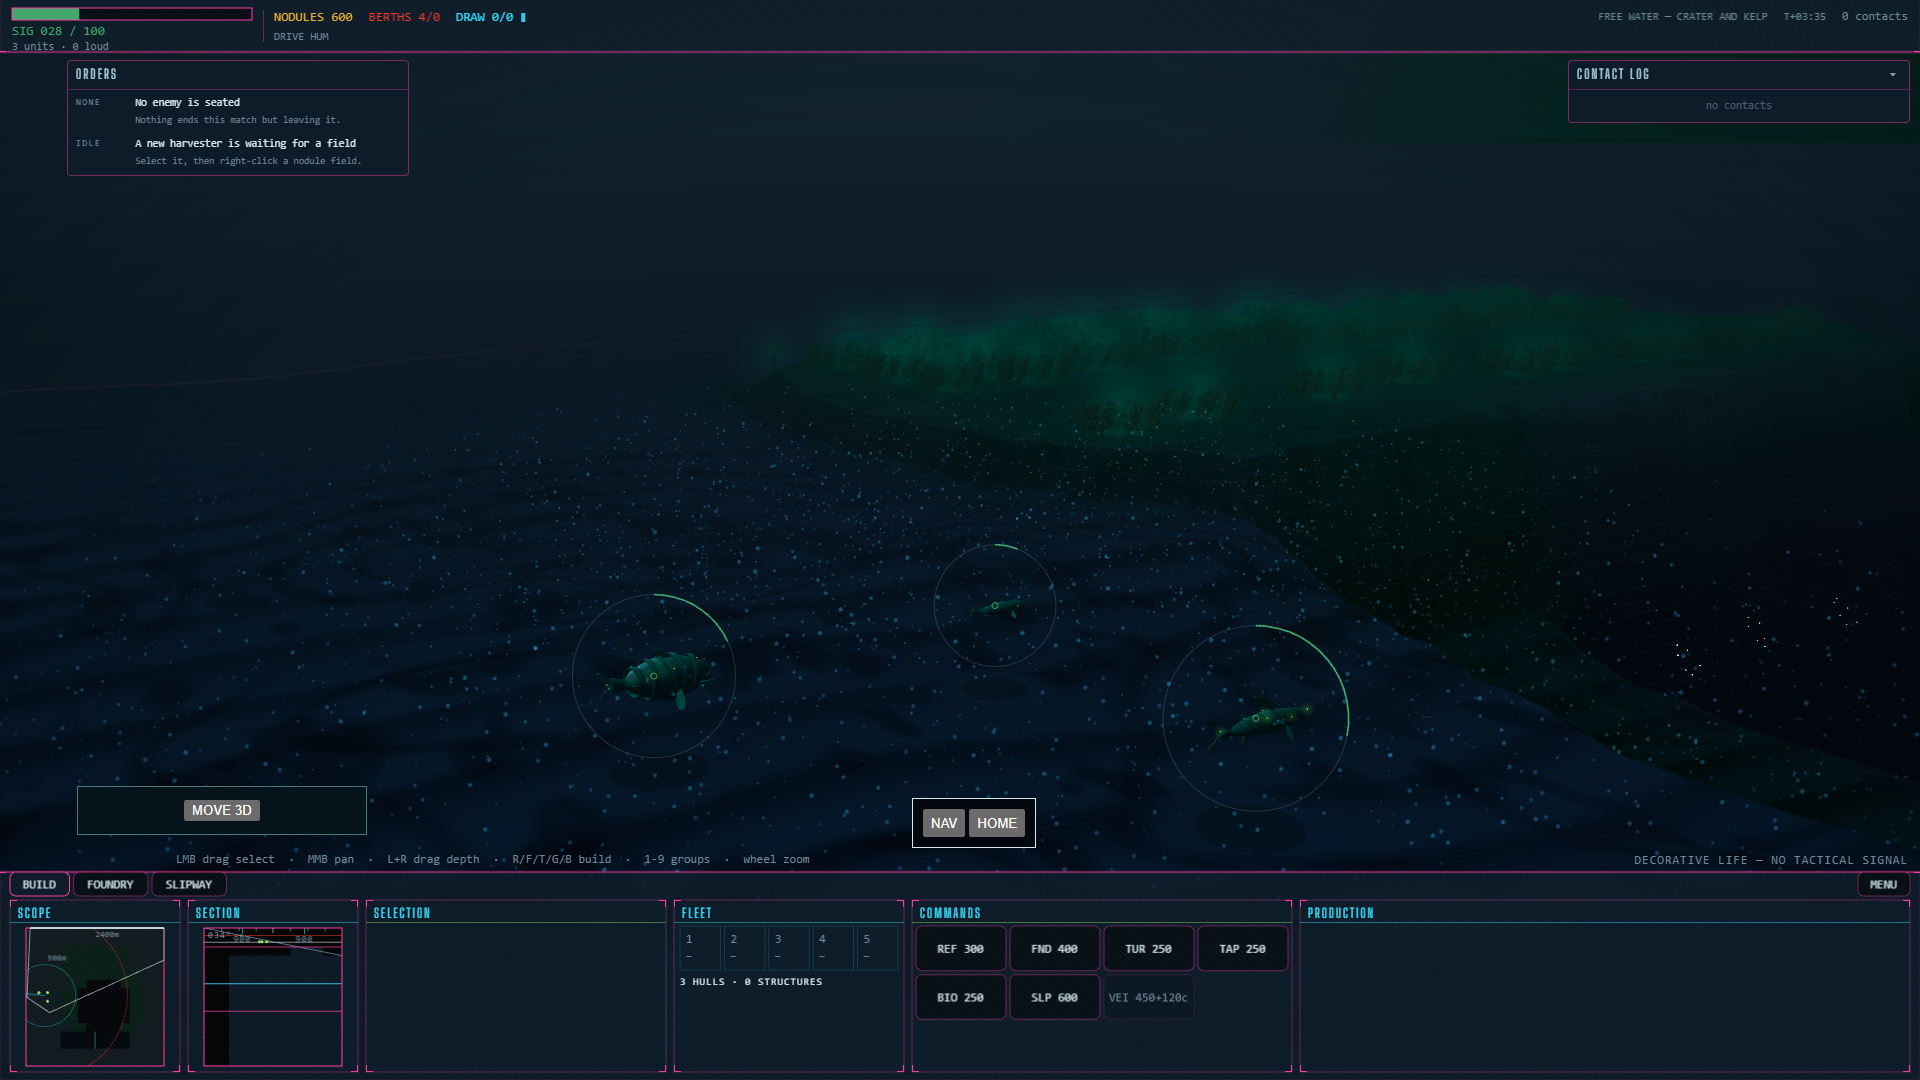 SIG 028 / 100
3 units · 0 loud
NODULES 600 BERTHS 4/0 DRAW 0/0
DRIVE HUM
FREE WATER — CRATER AND KELP T+03:35 0 contacts
ORDERS
NONE No enemy is seated
Nothing ends this match but leaving it.
IDLE A new harvester is waiting for a field
Select it, then right-click a nodule field.
CONTACT LOG
no contacts
MOVE 3D
NAV HOME
LMB drag select · MMB pan · L+R drag depth · R/F/T/G/B build · 1-9 groups · wheel zoom
DECORATIVE LIFE — NO TACTICAL SIGNAL
BUILD FOUNDRY SLIPWAY
MENU
SCOPE
2400m
900m
SECTION
034°
900 900
SELECTION
FLEET
1 2 3 4 5
— — — — —
3 HULLS · 0 STRUCTURES
COMMANDS
REF 300 FND 400 TUR 250 TAP 250
BIO 250 SLP 600 VEI 450+120c
PRODUCTION